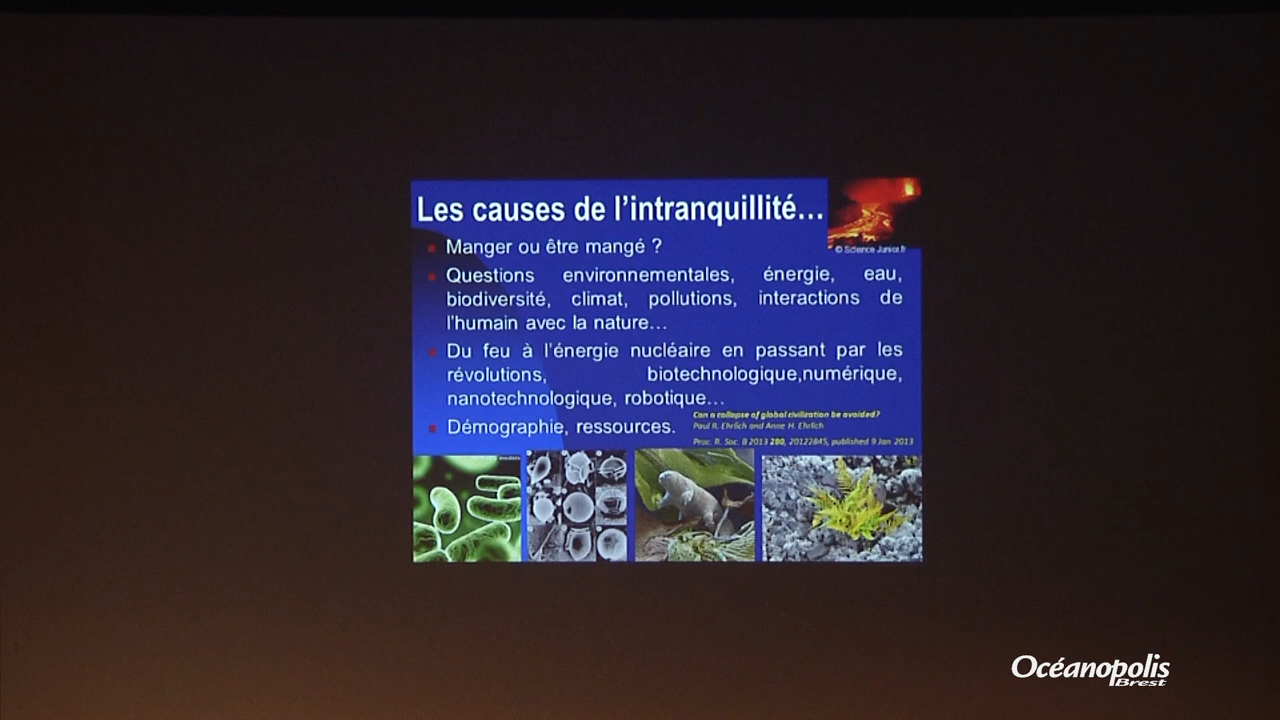 Les causes de l’intranquillité…
© Science Junior.fr
Manger ou être mangé ?
Questions environnementales, énergie, eau,
biodiversité, climat, pollutions, interactions de
l’humain avec la nature…
Du feu à l’énergie nucléaire en passant par les
révolutions, biotechnologique,numérique,
nanotechnologique, robotique…
Démographie, ressources.
Can a collapse of global civilization be avoided?
Paul R. Ehrlich and Anne H. Ehrlich
Proc. R. Soc. B 2013 280, 20122845, published 9 Jan 2013
Océanopolis
Brest